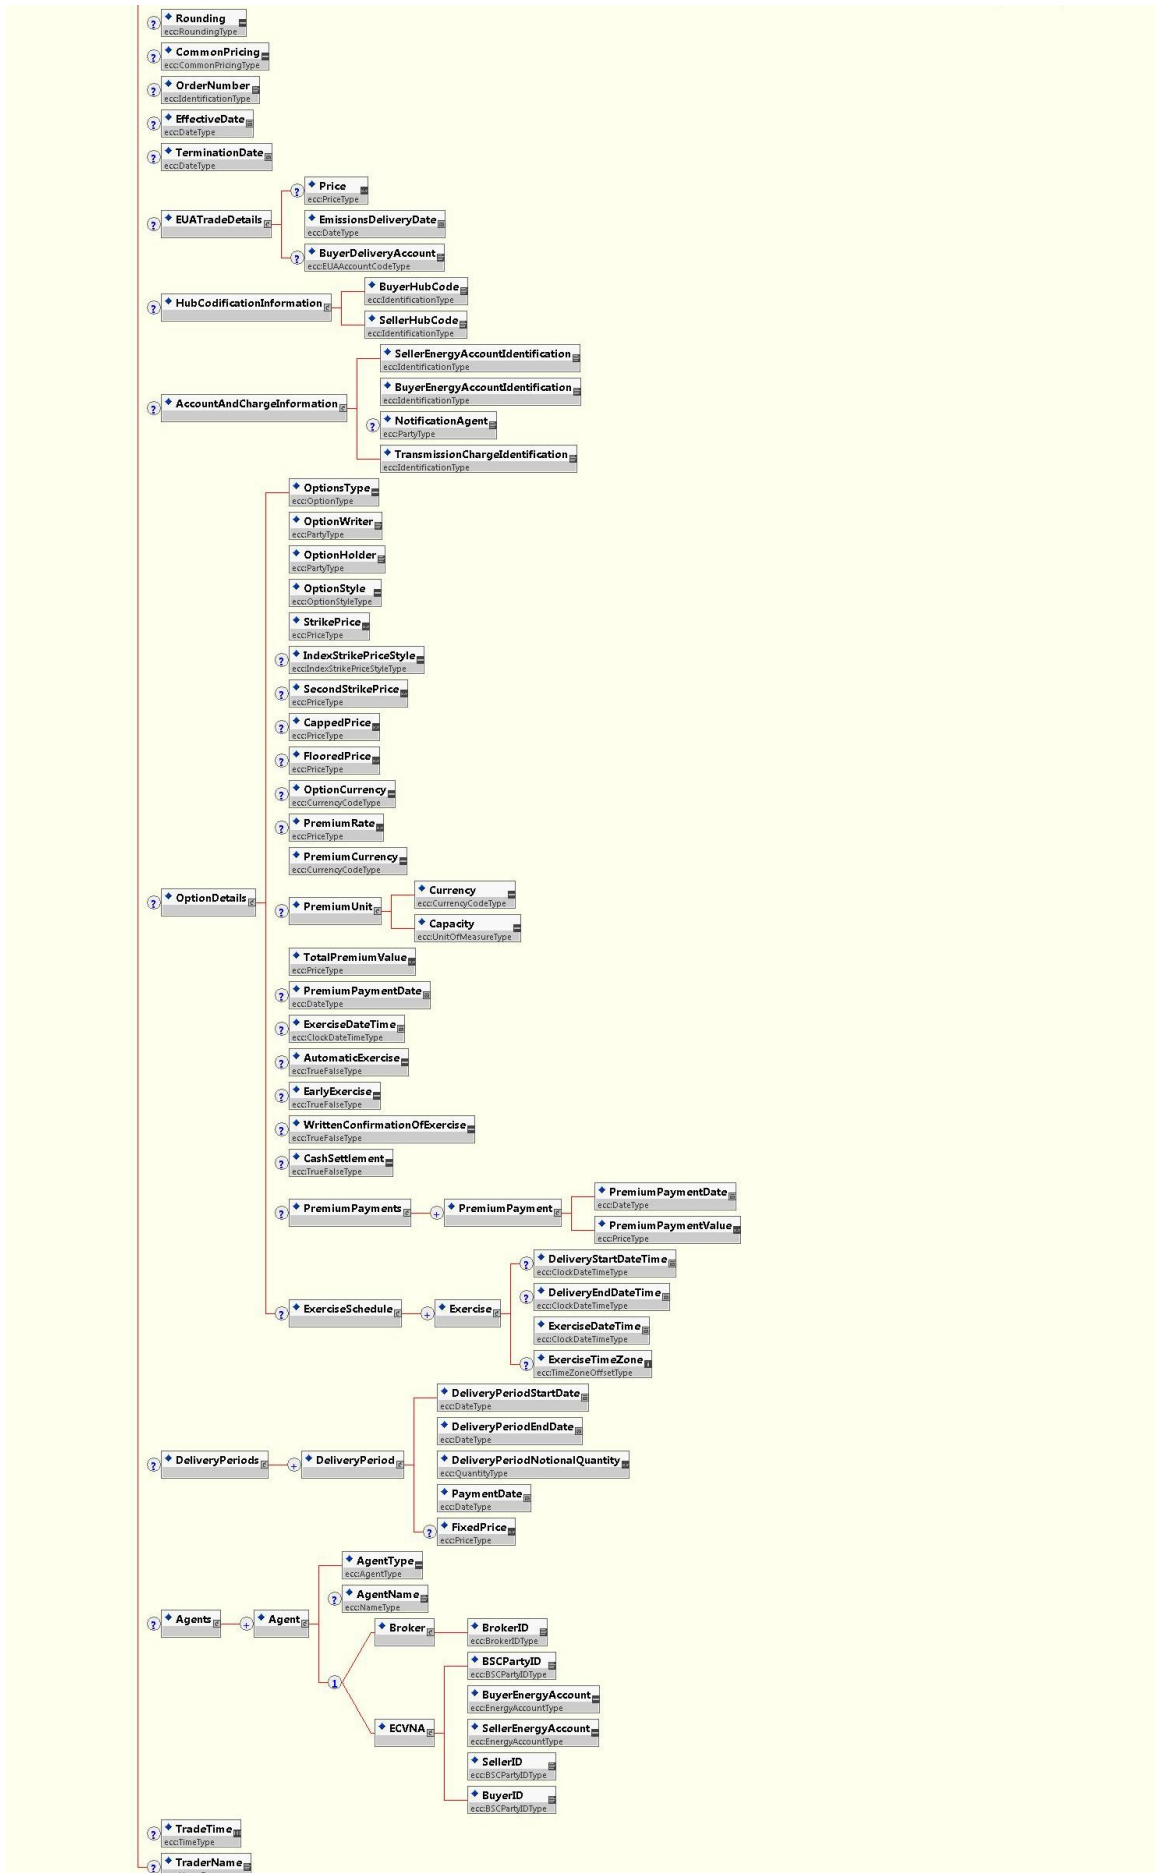 Rounding
ecc:RoundingType
CommonPricing
ecc:CommonPricingType
OrderNumber
ecc:IdentificationType
EffectiveDate
ecc:DateType
TerminationDate
ecc:DateType
EUATradeDetails
Price
ecc:PriceType
EmissionsDeliveryDate
ecc:DateType
BuyerDeliveryAccount
ecc:EUAAccountCodeType
HubCodificationInformation
BuyerHubCode
ecc:IdentificationType
SellerHubCode
ecc:IdentificationType
AccountAndChargeInformation
SellerEnergyAccountIdentification
ecc:IdentificationType
BuyerEnergyAccountIdentification
ecc:IdentificationType
NotificationAgent
ecc:PartyType
TransmissionChargeIdentification
ecc:IdentificationType
OptionDetails
OptionsType
ecc:OptionType
OptionWriter
ecc:PartyType
OptionHolder
ecc:PartyType
OptionStyle
ecc:OptionStyleType
StrikePrice
ecc:PriceType
IndexStrikePriceStyle
ecc:IndexStrikePriceStyleType
SecondStrikePrice
ecc:PriceType
CappedPrice
ecc:PriceType
FlooredPrice
ecc:PriceType
OptionCurrency
ecc:CurrencyCodeType
PremiumRate
ecc:PriceType
PremiumCurrency
ecc:CurrencyCodeType
PremiumUnit
Currency
ecc:CurrencyCodeType
Capacity
ecc:UnitOfMeasureType
TotalPremiumValue
ecc:PriceType
PremiumPaymentDate
ecc:DateType
ExerciseDateTime
ecc:ClockDateTimeType
AutomaticExercise
ecc:TrueFalseType
EarlyExercise
ecc:TrueFalseType
WrittenConfirmationOfExercise
ecc:TrueFalseType
CashSettlement
ecc:TrueFalseType
PremiumPayments
PremiumPayment
PremiumPaymentDate
ecc:DateType
PremiumPaymentValue
ecc:PriceType
ExerciseSchedule
Exercise
DeliveryStartDateTime
ecc:ClockDateTimeType
DeliveryEndDateTime
ecc:ClockDateTimeType
ExerciseDateTime
ecc:ClockDateTimeType
ExerciseTimeZone
ecc:TimeZoneOffsetType
DeliveryPeriods
DeliveryPeriod
DeliveryPeriodStartDate
ecc:DateType
DeliveryPeriodEndDate
ecc:DateType
DeliveryPeriodNotionalQuantity
ecc:QuantityType
PaymentDate
ecc:DateType
FixedPrice
ecc:PriceType
Agents
Agent
AgentType
ecc:AgentType
AgentName
ecc:NameType
1
Broker
BrokerID
ecc:BrokerIDType
ECVNA
BSCPartyID
ecc:BSCPartyIDType
BuyerEnergyAccount
ecc:EnergyAccountType
SellerEnergyAccount
ecc:EnergyAccountType
SellerID
ecc:BSCPartyIDType
BuyerID
ecc:BSCPartyIDType
TradeTime
ecc:TimeType
TraderName